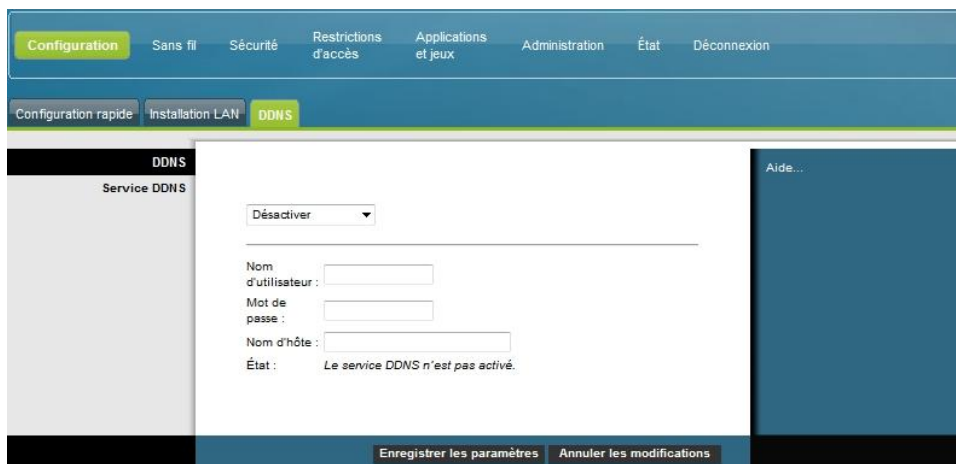 Configuration
Sans fil
Sécurité
Restrictions
d'accès
Applications
et jeux
Administration
État
Déconnexion
Configuration rapide
Installation LAN
DDNS
DDNS
Service DDNS
Aide...
Désactiver
Nom
d'utilisateur :
Mot de
passe :
Nom d'hôte :
État :
Le service DDNS n'est pas activé.
Enregistrer les paramètres
Annuler les modifications